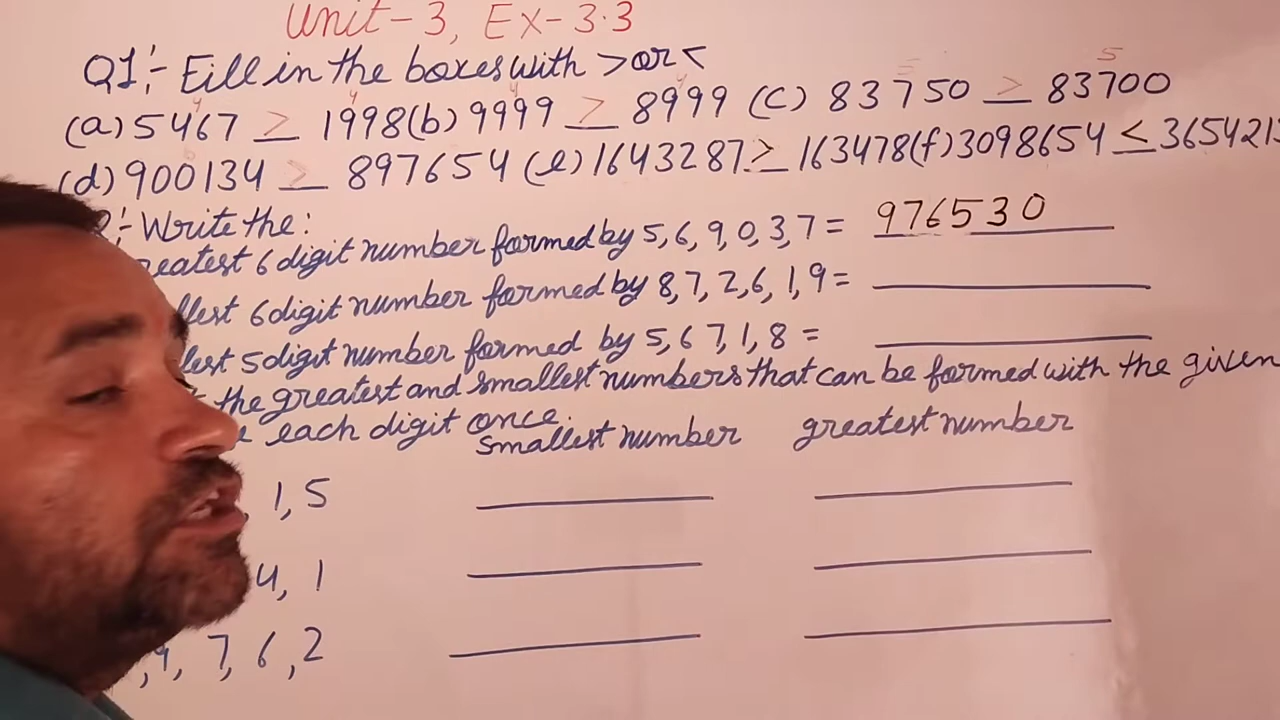 Unit-3, Ex-3.3
Q1:- Fill in the boxes with > or <
(a) 5467 > 1998 (b) 9999 > 8999 (c) 83750 > 83700
(d) 900134 > 897654 (e) 1643287 > 163478 (f) 3098654 < 365421
:- Write the:
reatest 6 digit number formed by 5, 6, 9, 0, 3, 7 = 976530
llest 6 digit number formed by 8, 7, 2, 6, 1, 9 =
llest 5 digit number formed by 5, 6 7, 1, 8 =
the greatest and smallest numbers that can be formed with the given
each digit once.
smallest number greatest number
1, 5
4, 1
, 4, 7, 6, 2